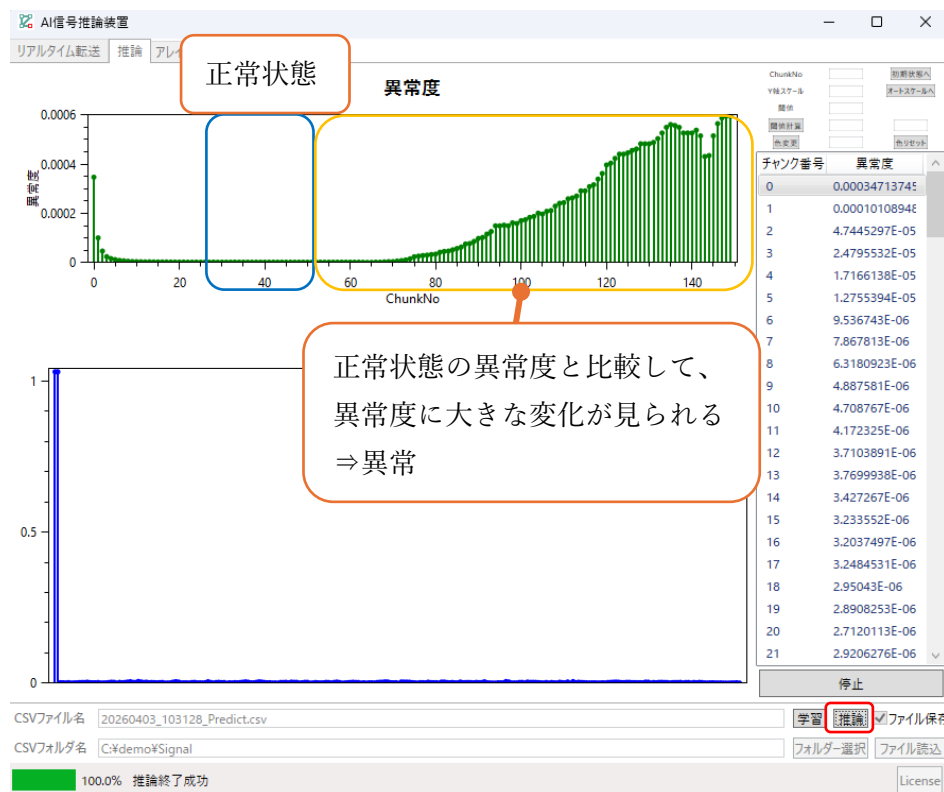 AI信号推論装置
リアルタイム転送 推論 アレイ
正常状態
異常度
0.0006
0.0004
0.0002
0
異常度
0 20 40 60 80 100 120 140
ChunkNo
ChunkNo 初期状態へ
Y軸スケール オートスケールへ
閾値
閾値計算
色変更 色リセット
チャンク番号 異常度
0 0.00034713745
1 0.00010108948
2 4.7445297E-05
3 2.4795532E-05
4 1.7166138E-05
5 1.2755394E-05
6 9.536743E-06
7 7.867813E-06
8 6.3180923E-06
9 4.887581E-06
10 4.708767E-06
11 4.172325E-06
12 3.7103891E-06
13 3.7699938E-06
14 3.427267E-06
15 3.233552E-06
16 3.2037497E-06
17 3.2484531E-06
18 2.95043E-06
19 2.8908253E-06
20 2.7120113E-06
21 2.9206276E-06
正常状態の異常度と比較して、
異常度に大きな変化が見られる
⇒異常
1
0.5
0
停止
CSVファイル名 20260403_103128_Predict.csv 学習 推論 ファイル保存
CSVフォルダ名 C:¥demo¥Signal フォルダー選択 ファイル読込
100.0% 推論終了成功 License